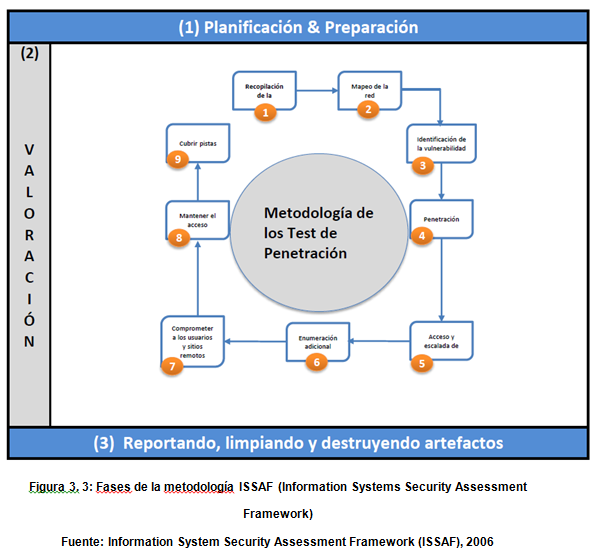 (1) Planificación & Preparación
(2)
VALORACIÓN
Recopilación
de la
1
Mapeo de la
red
2
Identificación de
la vulnerabilidad
3
Penetración
4
Acceso y
escalada de
5
Enumeración
adicional
6
Comprometer
a los usuarios
y sitios
remotos
7
Mantener el
acceso
8
Cubrir pistas
9
Metodología de
los Test de
Penetración
(3) Reportando, limpiando y destruyendo artefactos
Figura 3. 3: Fases de la metodología ISSAF (Information Systems Security Assessment
Framework)
Fuente: Information System Security Assessment Framework (ISSAF), 2006